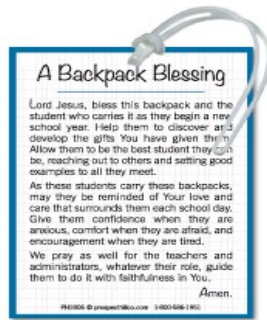 A Backpack Blessing
Lord Jesus, bless this backpack and the
student who carries it as they begin a new
school year. Help them to discover and
develop the gifts You have given them.
Allow them to be the best student they can
be, reaching out to others and setting good
examples to all they meet.
As these students carry these backpacks,
may they be reminded of Your love and
care that surrounds them each school day.
Give them confidence when they are
anxious, comfort when they are afraid, and
encouragement when they are tired.
We pray as well for the teachers and
administrators, whatever their role, guide
them to do it with faithfulness in You.
Amen.
© prospecthillco.com 1-800-586-1951